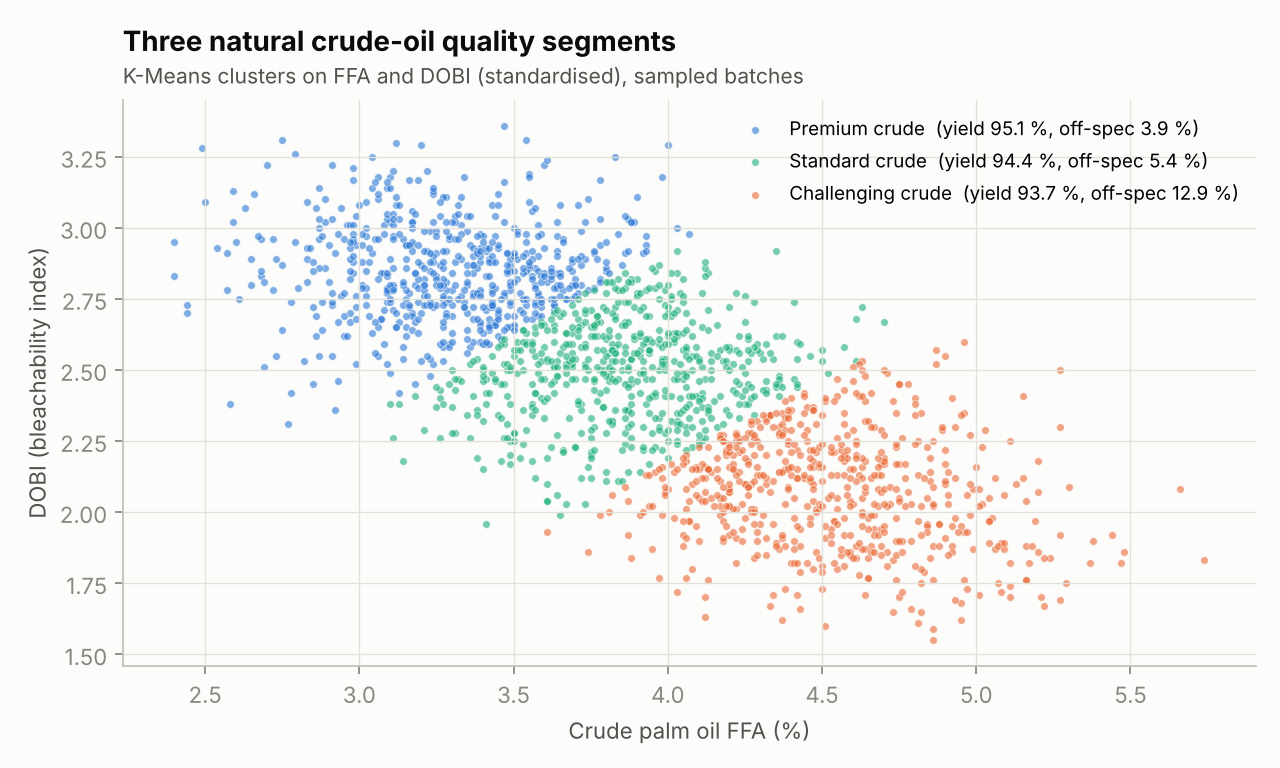 Three natural crude-oil quality segments
K-Means clusters on FFA and DOBI (standardised), sampled batches
Premium crude (yield 95.1 %, off-spec 3.9 %)
Standard crude (yield 94.4 %, off-spec 5.4 %)
Challenging crude (yield 93.7 %, off-spec 12.9 %)
DOBI (bleachability index)
3.25
3.00
2.75
2.50
2.25
2.00
1.75
1.50
2.5 3.0 3.5 4.0 4.5 5.0 5.5
Crude palm oil FFA (%)